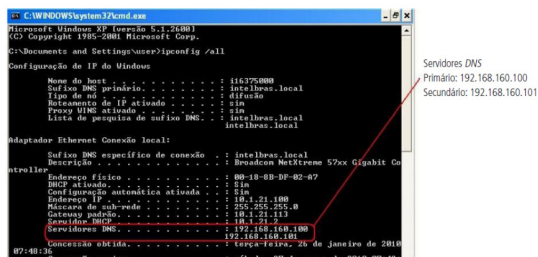 C:\WINDOWS\system32\cmd.exe
Microsoft Windows XP [versão 5.1.2600]
(C) Copyright 1985-2001 Microsoft Corp.
C:\Documents and Settings\user>ipconfig /all
Configuração de IP do Windows
Nome do host . . . . . . . . . . . : i16375000
Sufixo DNS primário. . . . . . . . : intelbras.local
Tipo de nó . . . . . . . . . . . . : difusão
Roteamento de IP ativado . . . . . : sim
Proxy WINS ativado . . . . . . . . : sim
Lista de pesquisa de sufixo DNS. . : intelbras.local
intelbras.local
Adaptador Ethernet Conexão local:
Sufixo DNS específico de conexão . : intelbras.local
Descrição . . . . . . . . . . . . : Broadcom NetXtreme 57xx Gigabit Co
ntroller
Endereço físico . . . . . . . . . : 00-18-8B-DF-02-A7
DHCP ativado. . . . . . . . . . . : Sim
Configuração automática ativada . : Sim
Endereço IP . . . . . . . . . . . : 10.1.21.100
Máscara de sub-rede . . . . . . . : 255.255.255.0
Gateway padrão. . . . . . . . . . : 10.1.21.113
Servidor DHCP . . . . . . . . . . : 10.1.21.2
Servidores DNS. . . . . . . . . . : 192.168.160.100
192.168.160.101
Concessão obtida. . . . . . . . . : terça-feira, 26 de janeiro de 2010
07:48:36
Servidores DNS
Primário: 192.168.160.100
Secundário: 192.168.160.101